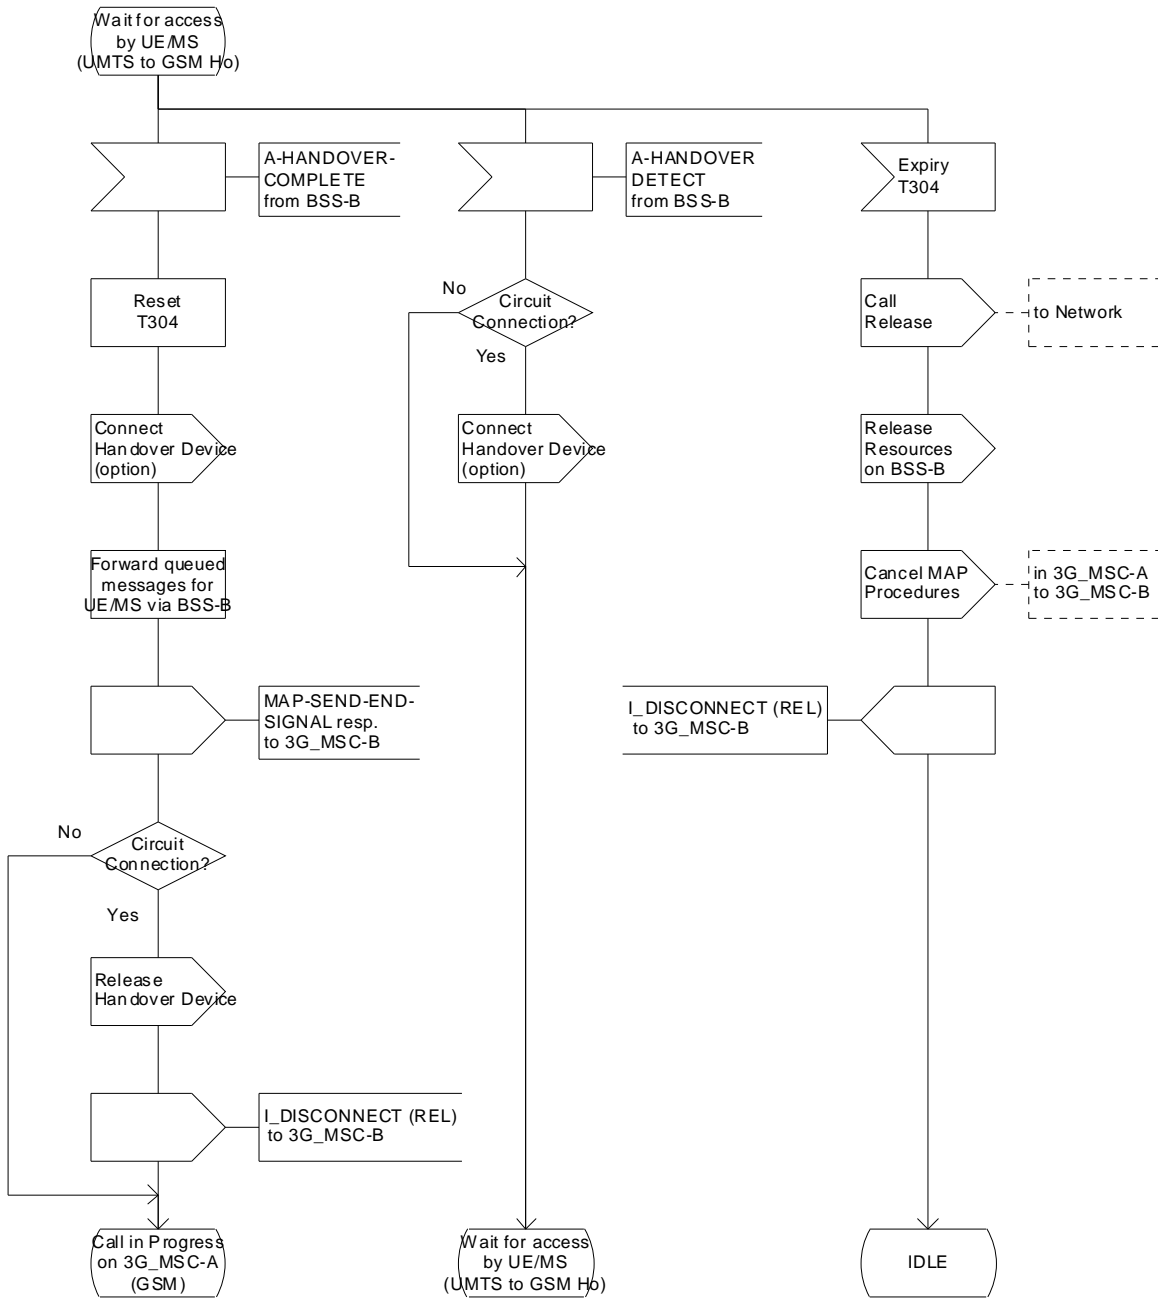 Wait for access
by UE/MS
(UMTS to GSM Ho)
A-HANDOVER-
COMPLETE
from BSS-B
A-HANDOVER
DETECT
from BSS-B
Expiry
T304
Reset
T304
No
Circuit
Connection?
Yes
Call
Release
to Network
Connect
Handover Device
(option)
Connect
Handover Device
(option)
Release
Resources
on BSS-B
Forward queued
messages for
UE/MS via BSS-B
Cancel MAP
Procedures
in 3G_MSC-A
to 3G_MSC-B
MAP-SEND-END-
SIGNAL resp.
to 3G_MSC-B
I_DISCONNECT (REL)
to 3G_MSC-B
No
Circuit
Connection?
Yes
Release
Handover Device
I_DISCONNECT (REL)
to 3G_MSC-B
Call in Progress
on 3G_MSC-A
(GSM)
Wait for access
by UE/MS
(UMTS to GSM Ho)
IDLE